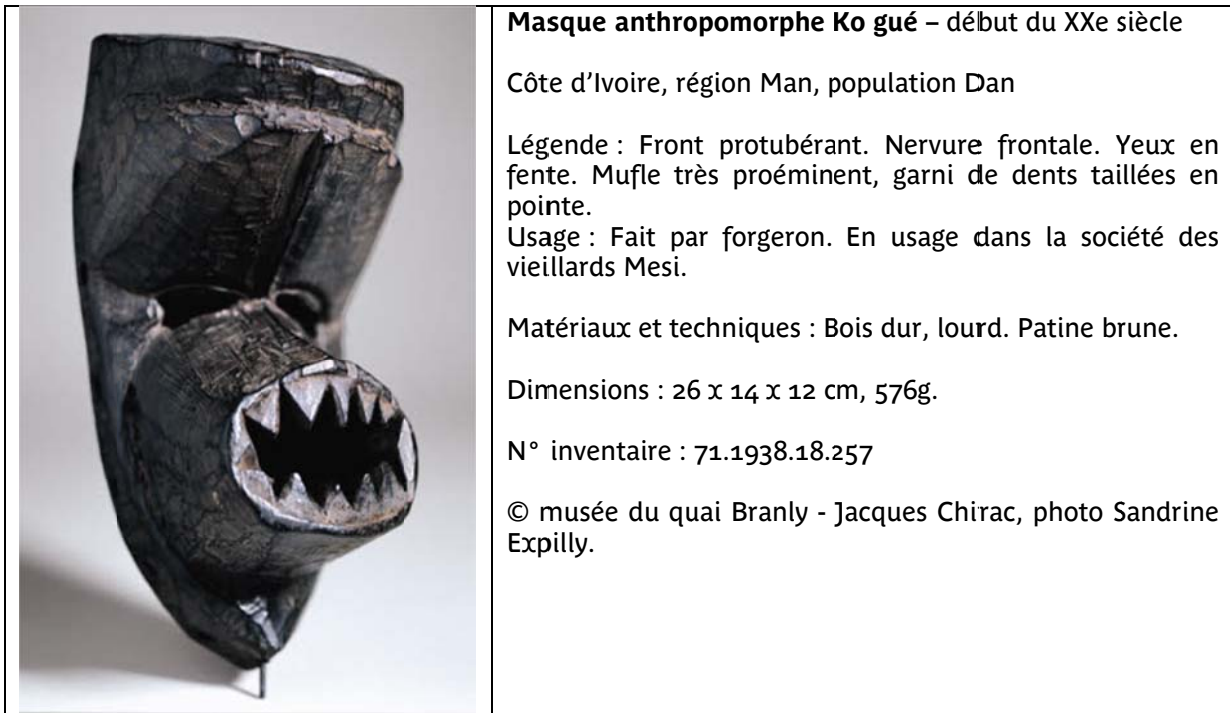 Masque anthropomorphe Ko gué – début du XXe siècle
Côte d'Ivoire, région Man, population Dan
Légende : Front protubérant. Nervure frontale. Yeux en
fente. Mufle très proéminent, garni de dents taillées en
pointe.
Usage : Fait par forgeron. En usage dans la société des
vieillards Mesi.
Matériaux et techniques : Bois dur, lourd. Patine brune.
Dimensions : 26 x 14 x 12 cm, 576g.
N° inventaire : 71.1938.18.257
© musée du quai Branly - Jacques Chirac, photo Sandrine
Expilly.